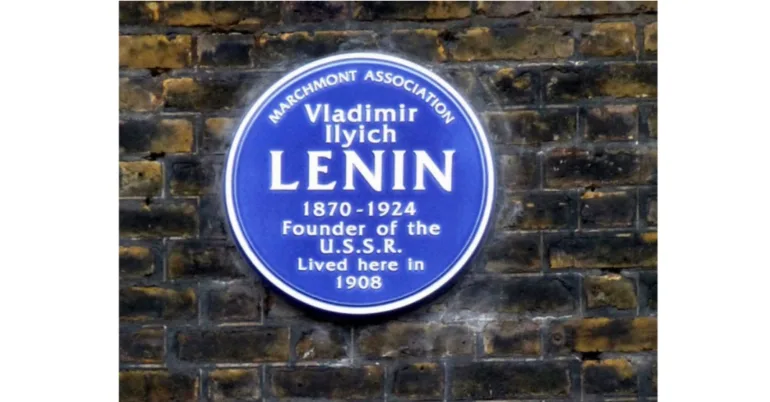 MARCHMONT ASSOCIATION
Vladimir
Ilyich
LENIN
1870-1924
Founder of the
U.S.S.R.
Lived here in
1908